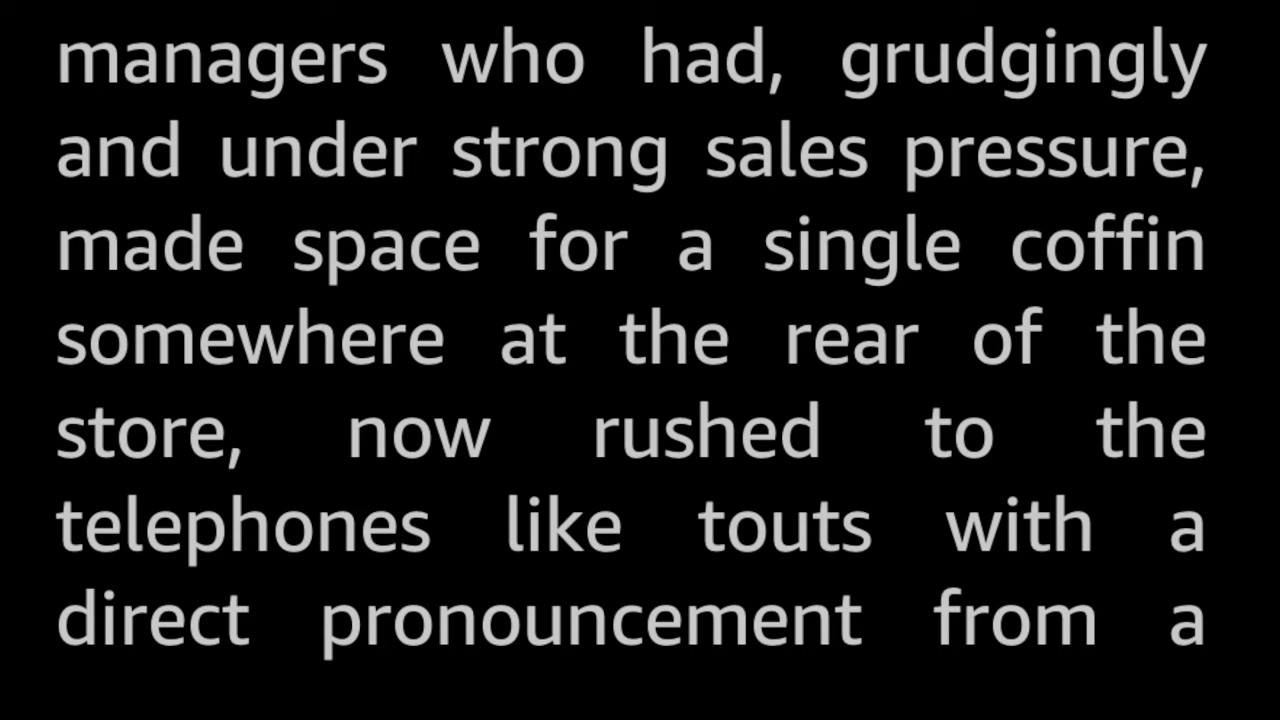 managers who had, grudgingly
and under strong sales pressure,
made space for a single coffin
somewhere at the rear of the
store, now rushed to the
telephones like touts with a
direct pronouncement from a